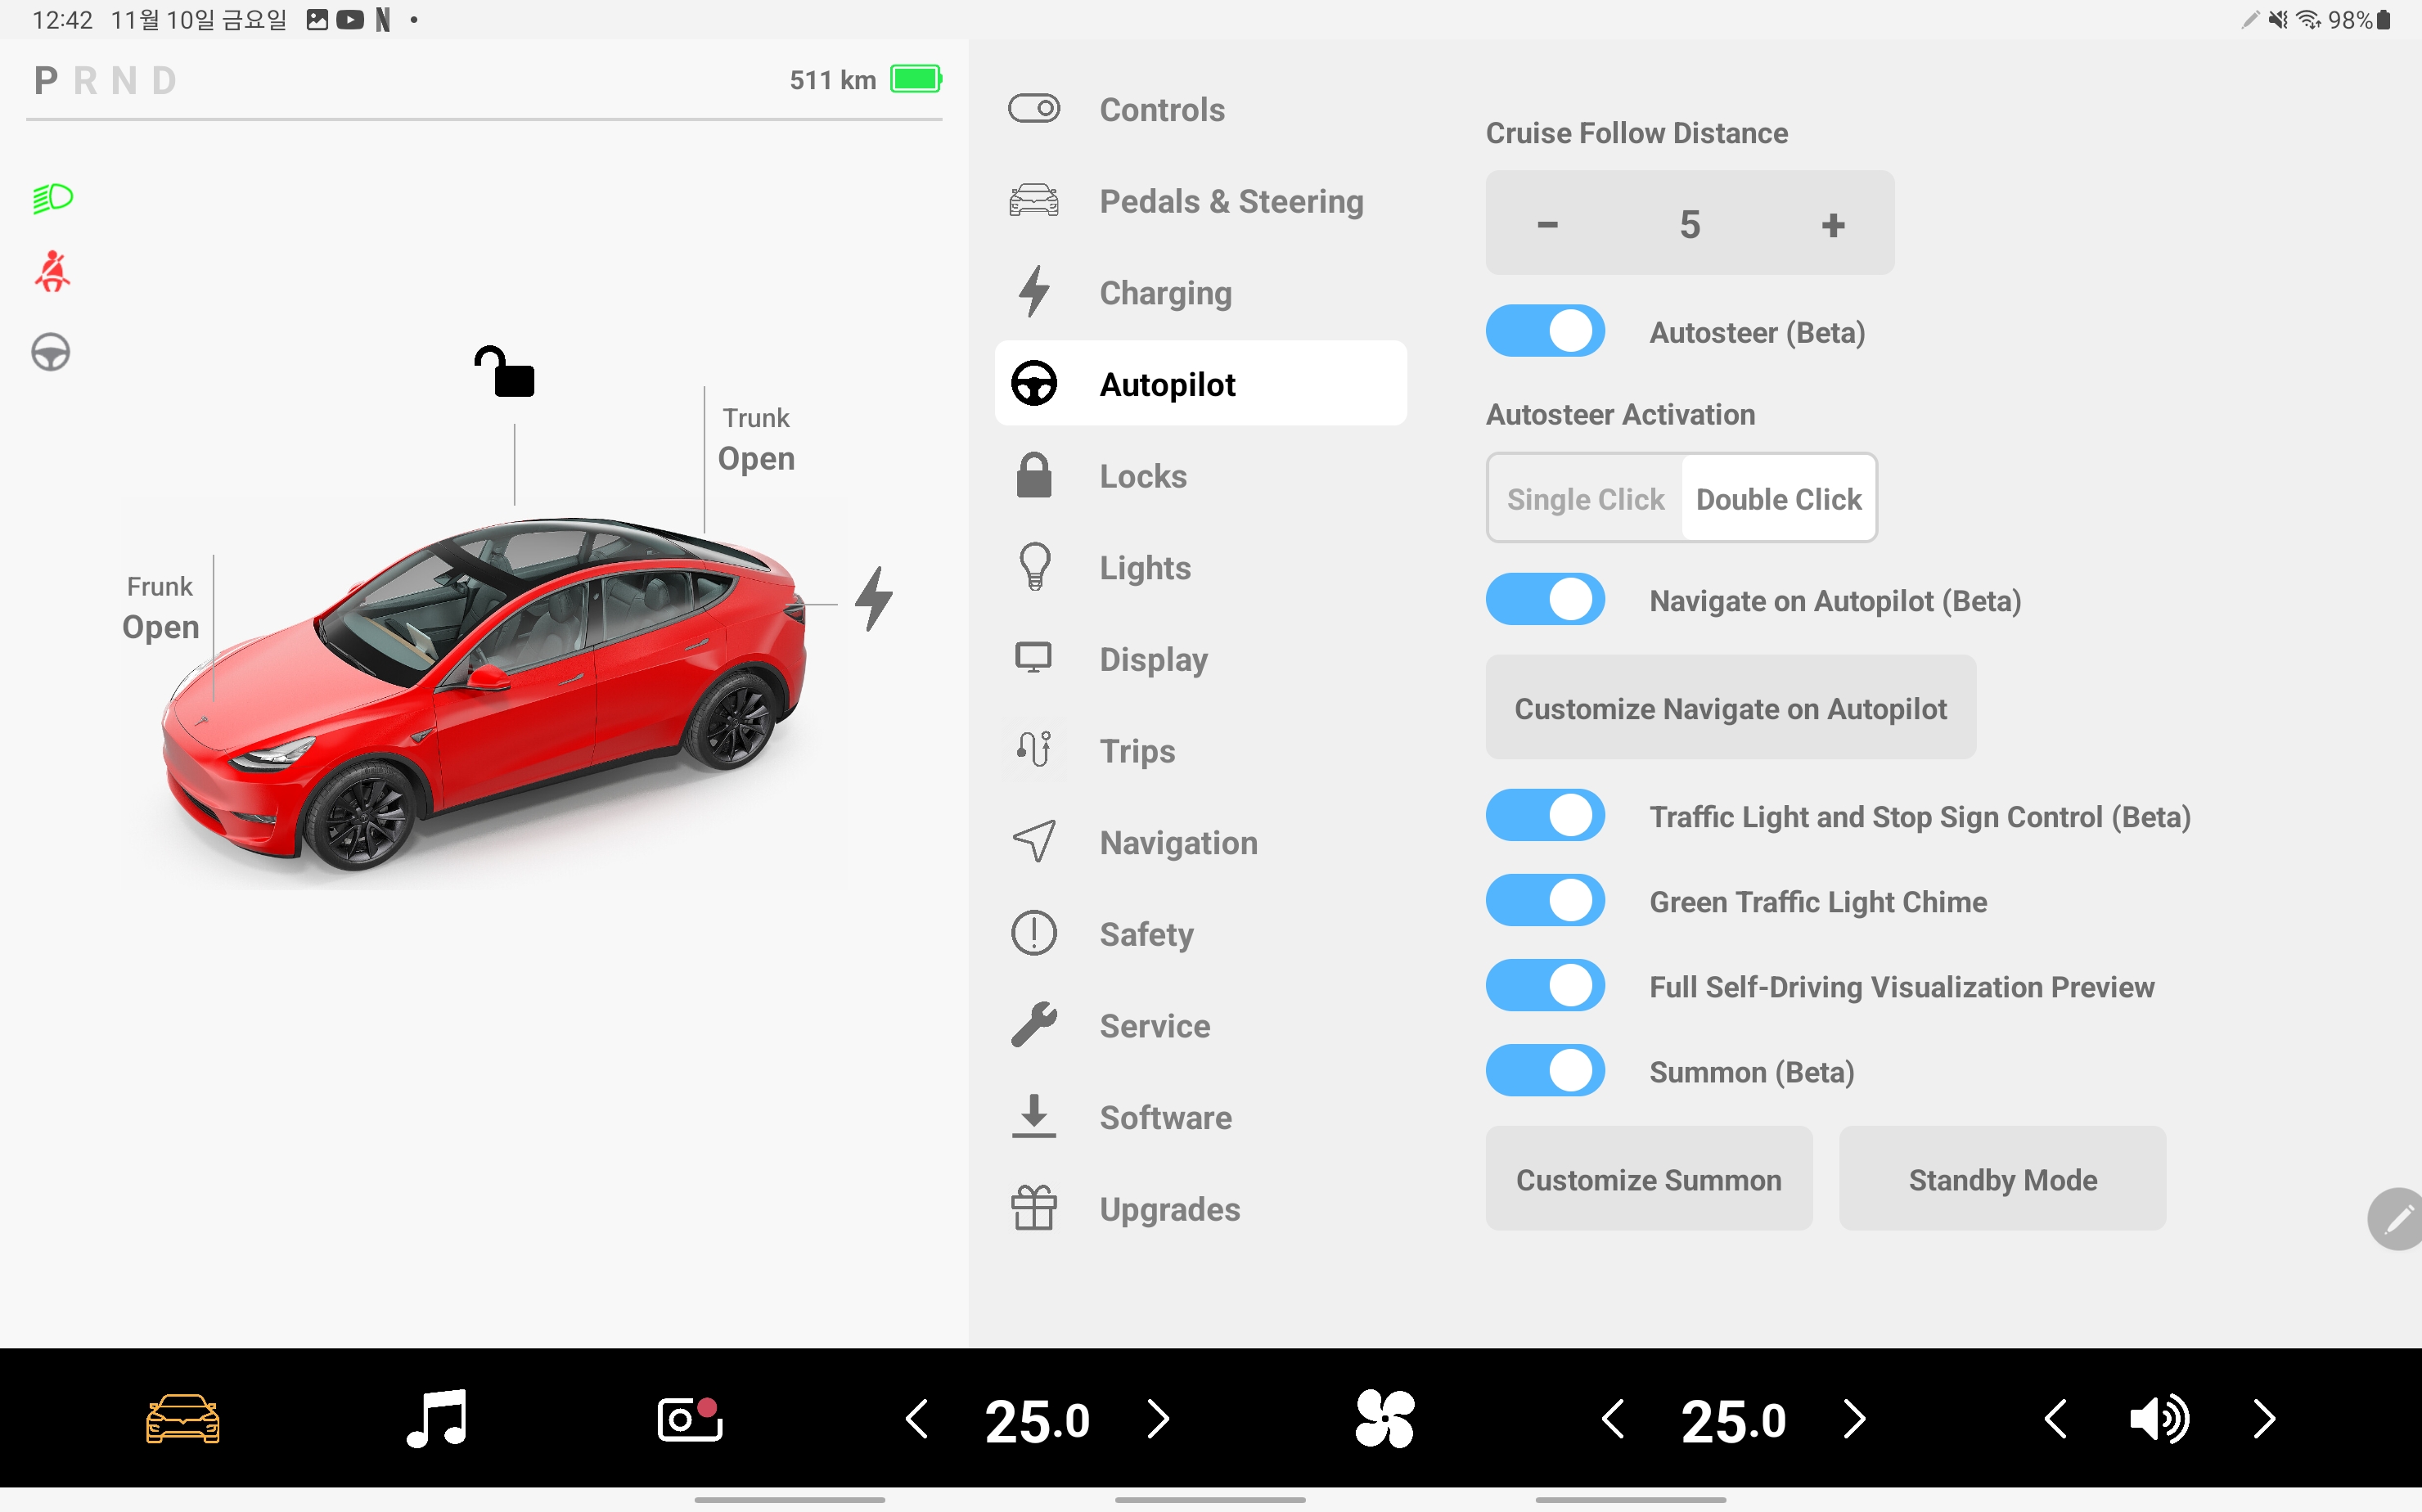 12:42 11월 10일 금요일
98%
P R N D
511 km
Trunk
Open
Frunk
Open
Controls
Pedals & Steering
Charging
Autopilot
Locks
Lights
Display
Trips
Navigation
Safety
Service
Software
Upgrades
Cruise Follow Distance
− 5 +
Autosteer (Beta)
Autosteer Activation
Single Click Double Click
Navigate on Autopilot (Beta)
Customize Navigate on Autopilot
Traffic Light and Stop Sign Control (Beta)
Green Traffic Light Chime
Full Self-Driving Visualization Preview
Summon (Beta)
Customize Summon Standby Mode
25.0 25.0